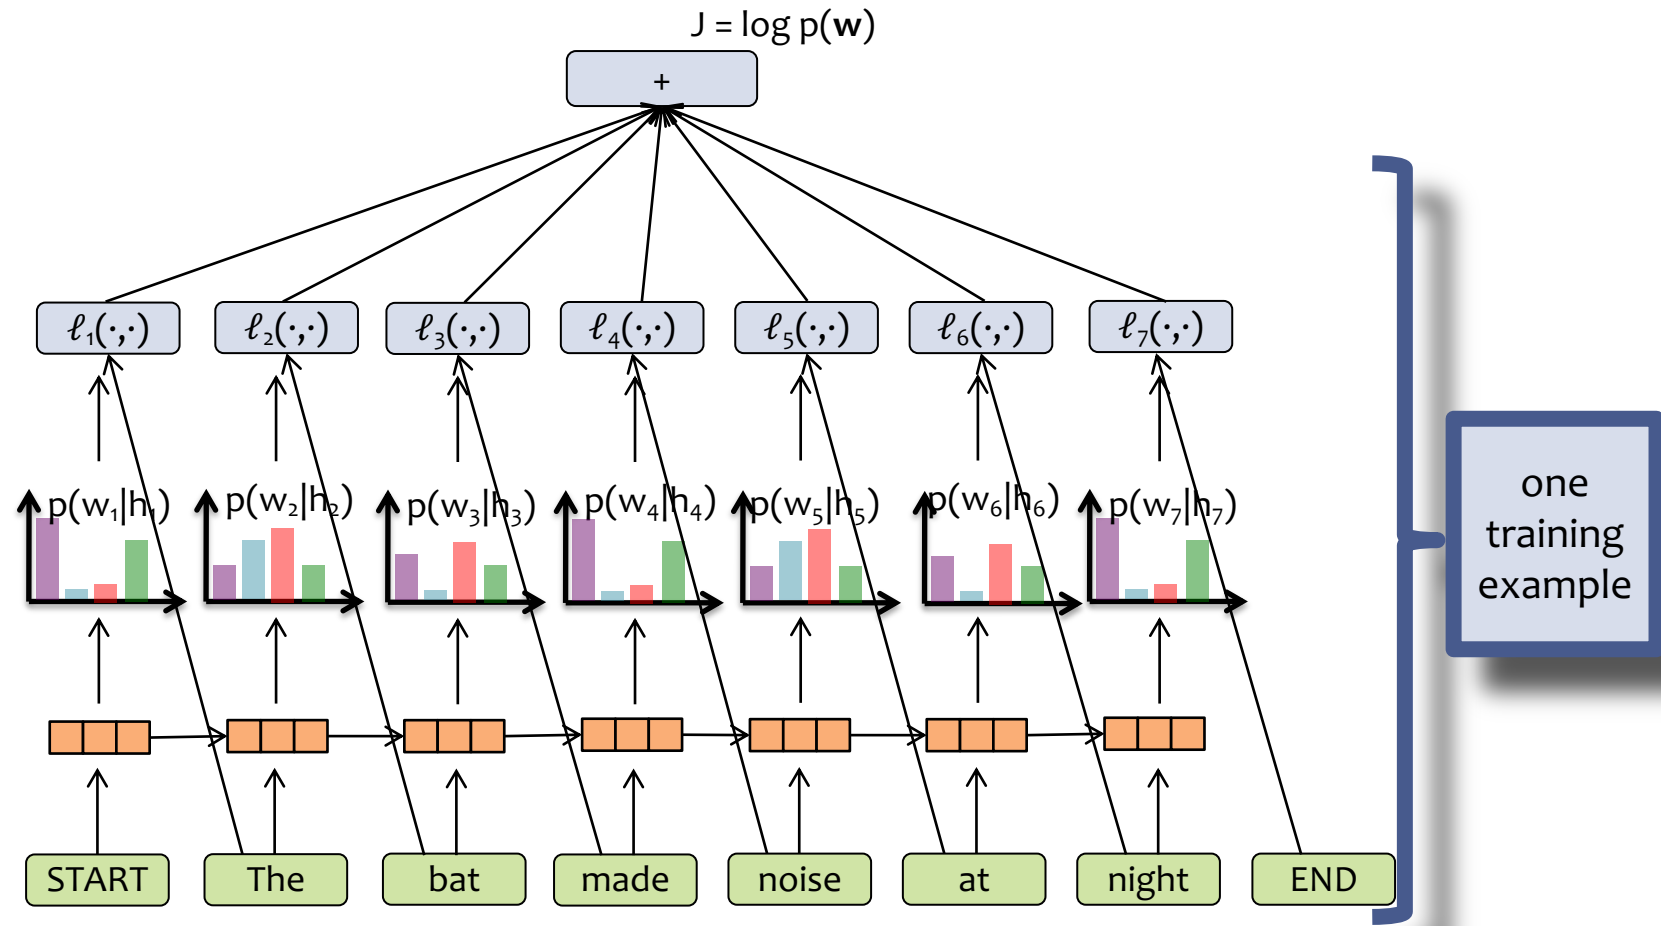 J = log p(w)
+
ℓ₁(·,·) ℓ₂(·,·) ℓ₃(·,·) ℓ₄(·,·) ℓ₅(·,·) ℓ₆(·,·) ℓ₇(·,·)
p(w₁|h₁) p(w₂|h₂) p(w₃|h₃) p(w₄|h₄) p(w₅|h₅) p(w₆|h₆) p(w₇|h₇)
one
training
example
START The bat made noise at night END